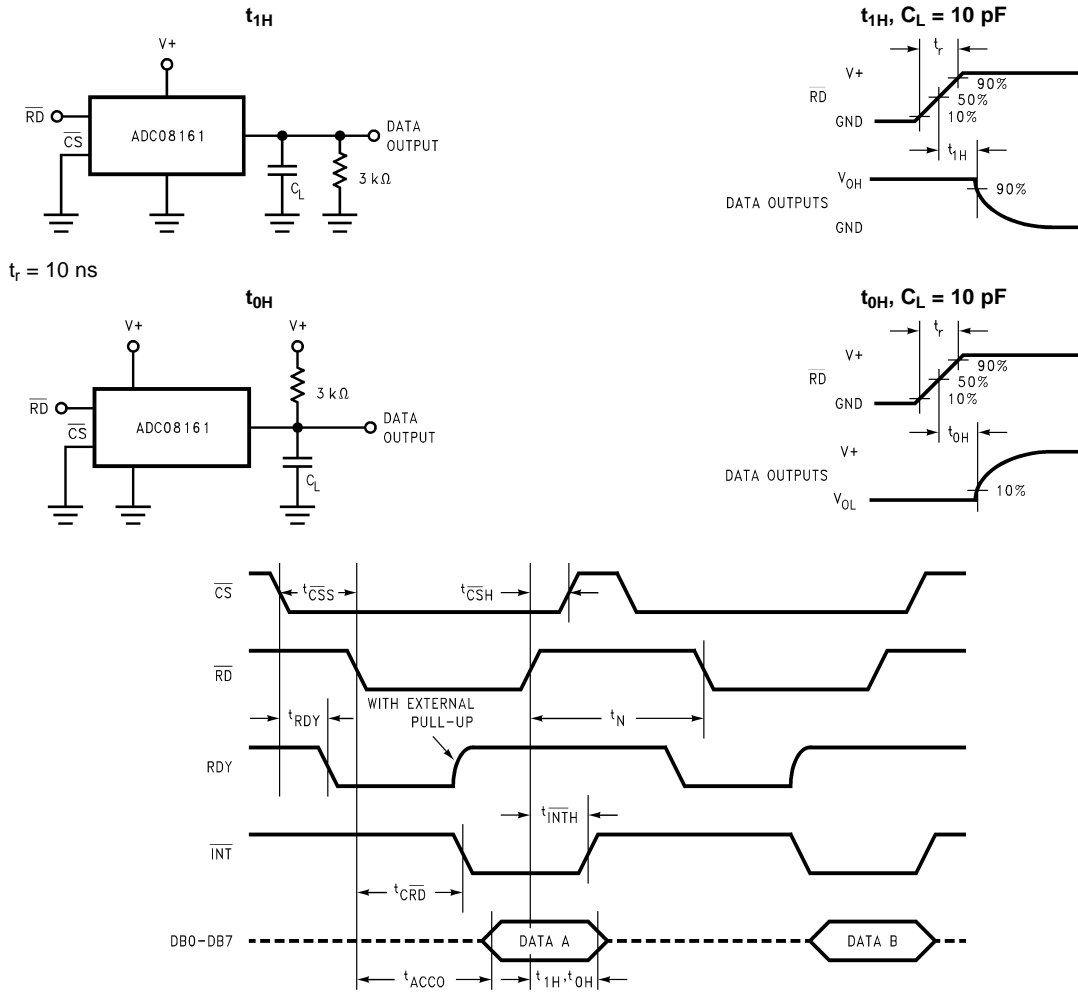 t1H
V+
RD
CS
ADC08161
DATA
OUTPUT
CL
3 kΩ
t1H, CL = 10 pF
tr
V+
RD
GND
90%
50%
10%
t1H
VOH
DATA OUTPUTS
GND
90%
tr = 10 ns
t0H
V+
V+
3 kΩ
RD
CS
ADC08161
DATA
OUTPUT
CL
t0H, CL = 10 pF
tr
V+
RD
GND
90%
50%
10%
t0H
V+
DATA OUTPUTS
VOL
10%
CS
tCSS
tCSH
RD
WITH EXTERNAL
PULL-UP
tRDY
tN
RDY
tINTH
INT
tCRD
DB0-DB7
DATA A
DATA B
tACC0
t1H, t0H